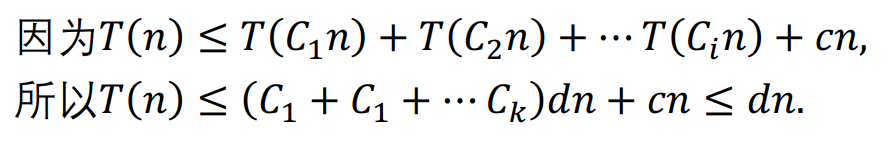 因为T(n) ≤ T(C₁n) + T(C₂n) + ⋯ T(Cᵢn) + cn,
所以T(n) ≤ (C₁ + C₁ + ⋯ Cₖ)dn + cn ≤ dn.